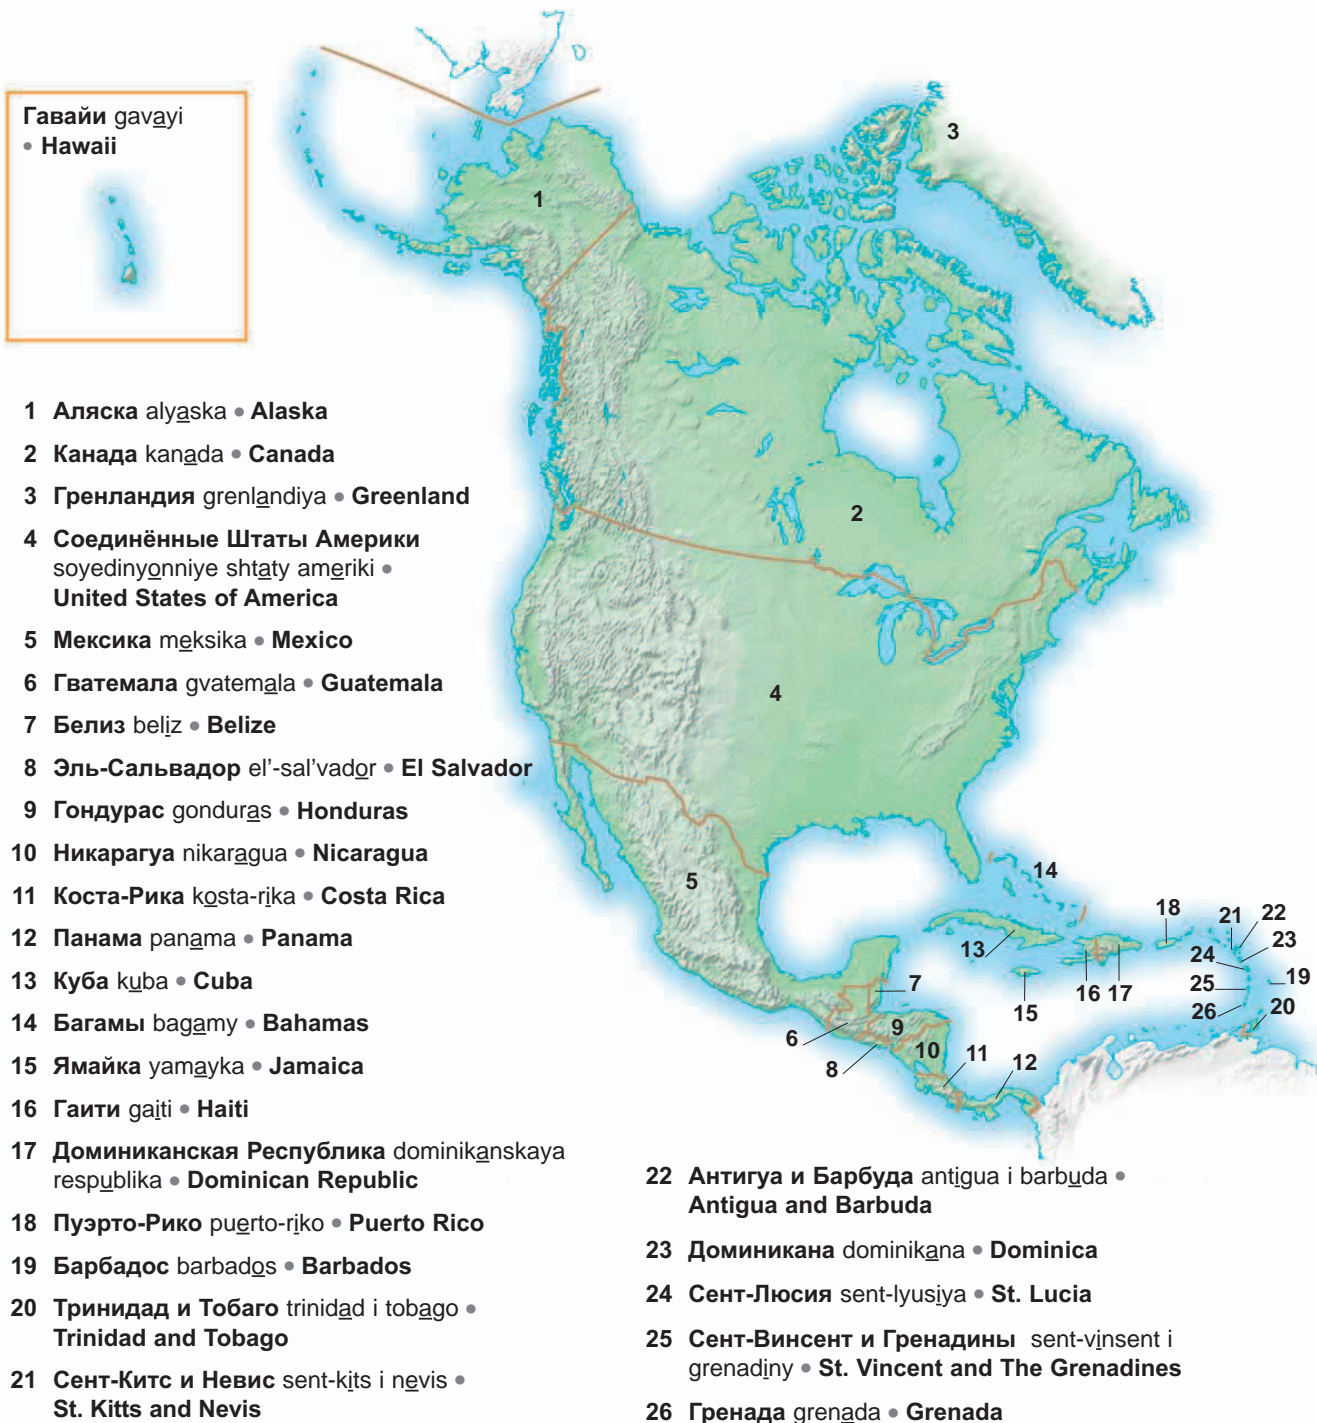 Гавайи gavayi
• Hawaii
1 Аляска alyaska • Alaska
2 Канада kanada • Canada
3 Гренландия grenlandiya • Greenland
4 Соединённые Штаты Америки
soyedinyonniye shtaty ameriki •
United States of America
5 Мексика meksika • Mexico
6 Гватемала gvatemala • Guatemala
7 Белиз beliz • Belize
8 Эль-Сальвадор el'-sal'vador • El Salvador
9 Гондурас gonduras • Honduras
10 Никарагуа nikaragua • Nicaragua
11 Коста-Рика kosta-rika • Costa Rica
12 Панама panama • Panama
13 Куба kuba • Cuba
14 Багамы bagamy • Bahamas
15 Ямайка yamayka • Jamaica
16 Гаити gaiti • Haiti
17 Доминиканская Республика dominikanskaya
respublika • Dominican Republic
18 Пуэрто-Рико puerto-riko • Puerto Rico
19 Барбадос barbados • Barbados
20 Тринидад и Тобаго trinidad i tobago •
Trinidad and Tobago
21 Сент-Китс и Невис sent-kits i nevis •
St. Kitts and Nevis
22 Антигуа и Барбуда antigua i barbuda •
Antigua and Barbuda
23 Доминикана dominikana • Dominica
24 Сент-Люсия sent-lyusiya • St. Lucia
25 Сент-Винсент и Гренадины sent-vinsent i
grenadiny • St. Vincent and The Grenadines
26 Гренада grenada • Grenada
3
1
2
4
5
14
18
21
22
23
13
24
19
7
16
17
25
15
26
20
6
9
10
11
12
8